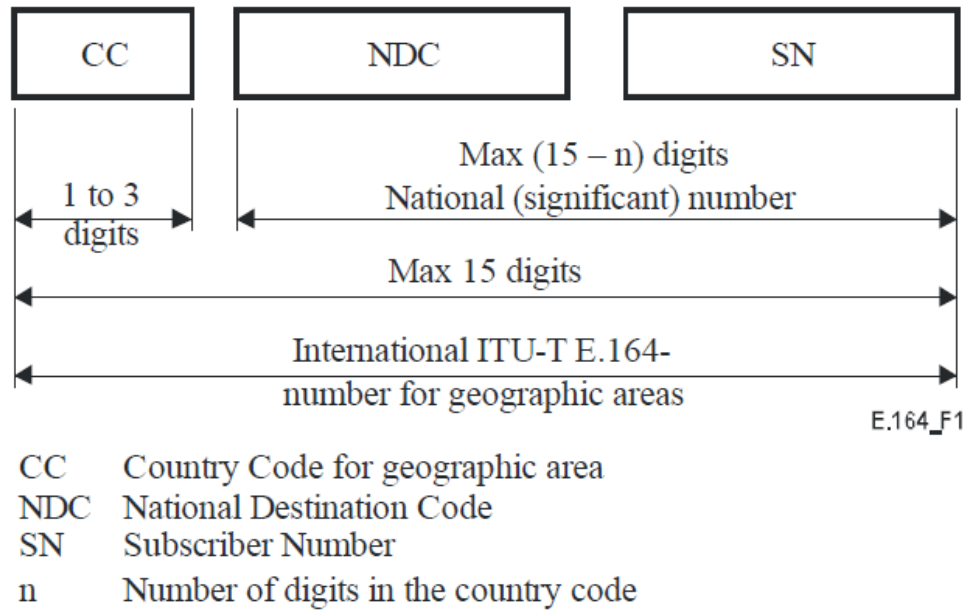 CC NDC SN
Max (15 – n) digits
1 to 3 National (significant) number
digits
Max 15 digits
International ITU-T E.164-
number for geographic areas
E.164_F1
CC Country Code for geographic area
NDC National Destination Code
SN Subscriber Number
n Number of digits in the country code